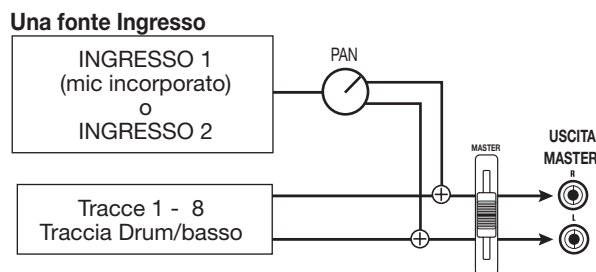 Una fonte Ingresso
INGRESSO 1
(mic incorporato)
o
INGRESSO 2
PAN
MASTER
USCITA
MASTER
R
L
Tracce 1 - 8
Traccia Drum/basso